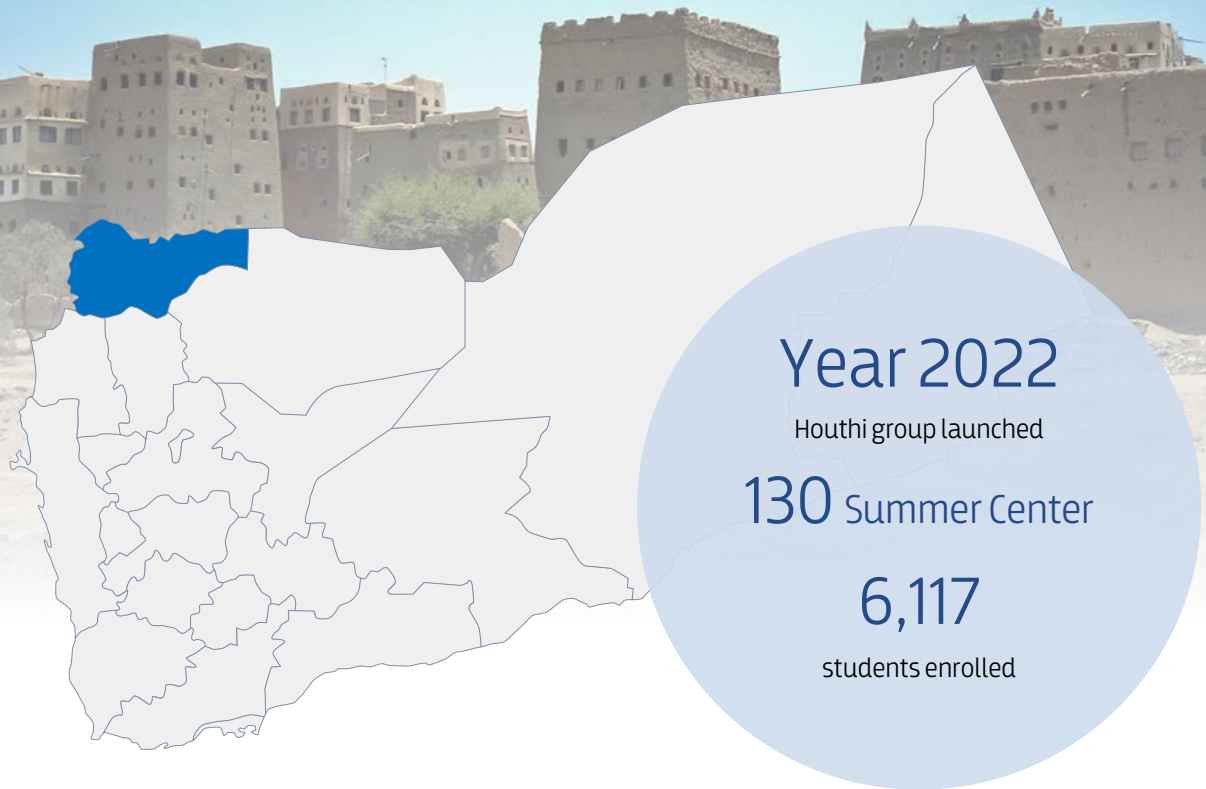 Year 2022
Houthi group launched
130 Summer Center
6,117
students enrolled